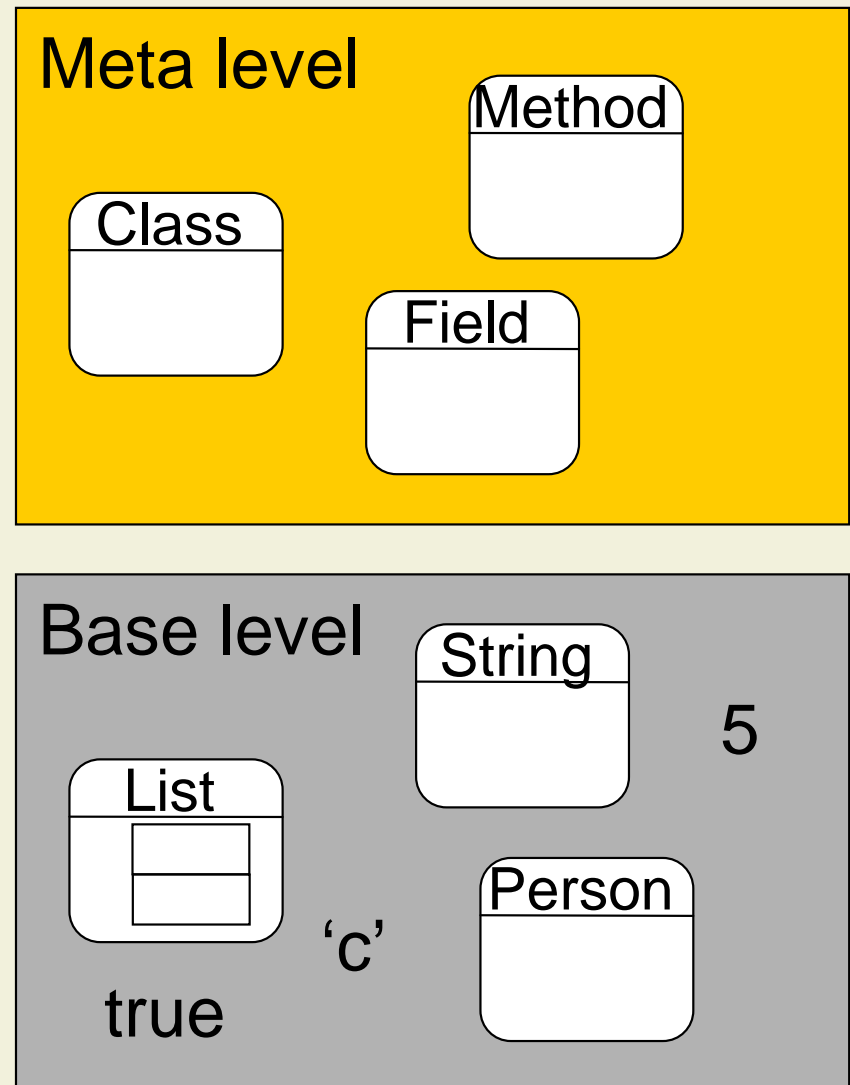 Meta level
Method
Class
Field
Base level
String
5
List
Person
‘c’
true